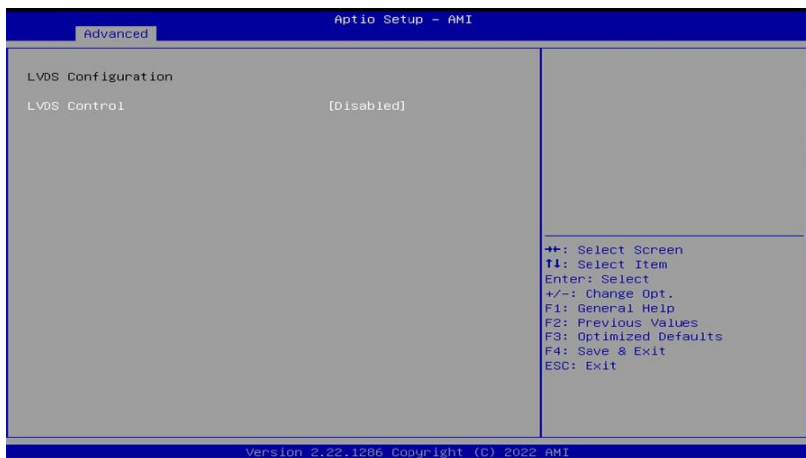 Aptio Setup – AMI
Advanced
LVDS Configuration
LVDS Control [Disabled]
→←: Select Screen
↑↓: Select Item
Enter: Select
+/-: Change Opt.
F1: General Help
F2: Previous Values
F3: Optimized Defaults
F4: Save & Exit
ESC: Exit
Version 2.22.1286 Copyright (C) 2022 AMI